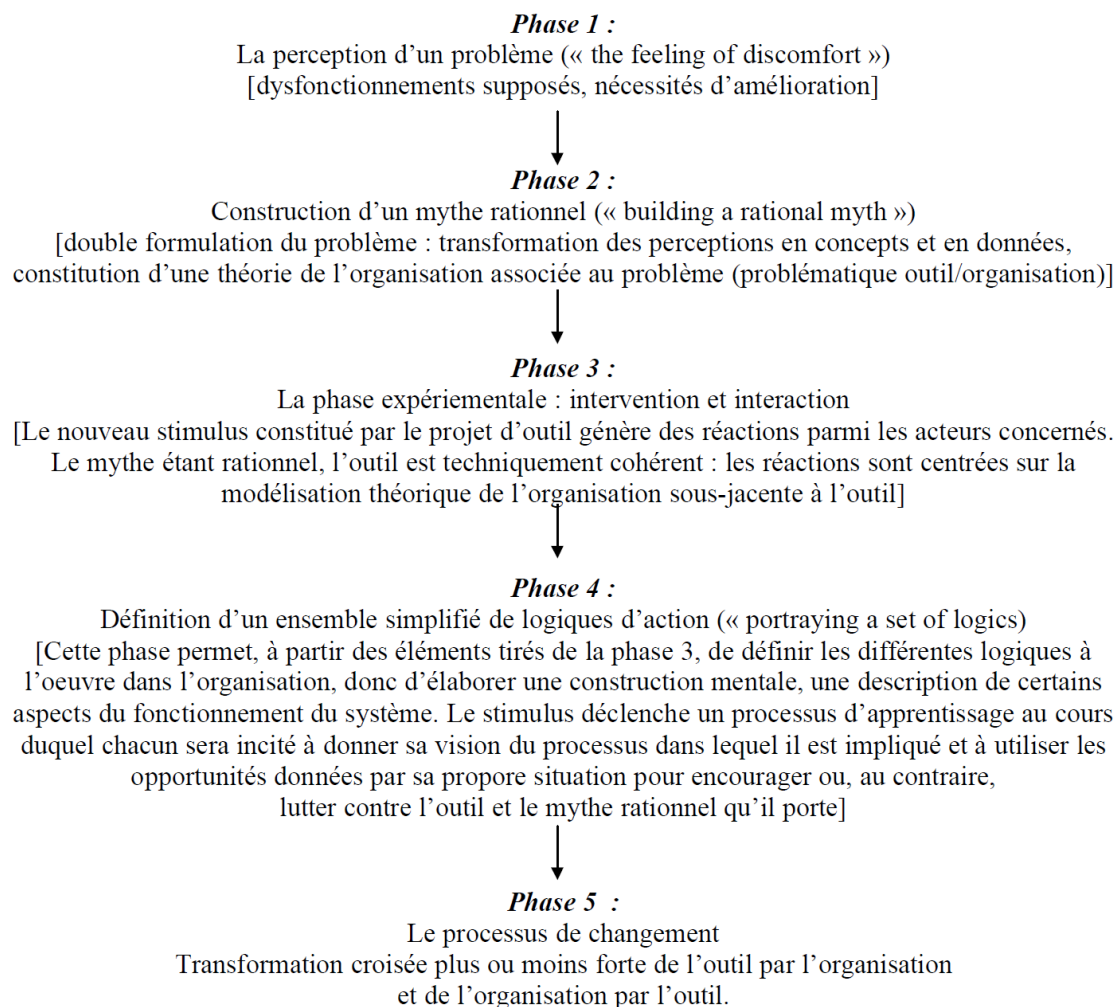 Phase 1 :
La perception d’un problème (« the feeling of discomfort »)
[dysfonctionnements supposés, nécessités d’amélioration]
Phase 2 :
Construction d’un mythe rationnel (« building a rational myth »)
[double formulation du problème : transformation des perceptions en concepts et en données,
constitution d’une théorie de l’organisation associée au problème (problématique outil/organisation)]
Phase 3 :
La phase expériementale : intervention et interaction
[Le nouveau stimulus constitué par le projet d’outil génère des réactions parmi les acteurs concernés.
Le mythe étant rationnel, l’outil est techniquement cohérent : les réactions sont centrées sur la
modélisation théorique de l’organisation sous-jacente à l’outil]
Phase 4 :
Définition d’un ensemble simplifié de logiques d’action (« portraying a set of logics)
[Cette phase permet, à partir des éléments tirés de la phase 3, de définir les différentes logiques à
l’oeuvre dans l’organisation, donc d’élaborer une construction mentale, une description de certains
aspects du fonctionnement du système. Le stimulus déclenche un processus d’apprentissage au cours
duquel chacun sera incité à donner sa vision du processus dans lequel il est impliqué et à utiliser les
opportunités données par sa propore situation pour encourager ou, au contraire,
lutter contre l’outil et le mythe rationnel qu’il porte]
Phase 5 :
Le processus de changement
Transformation croisée plus ou moins forte de l’outil par l’organisation
et de l’organisation par l’outil.